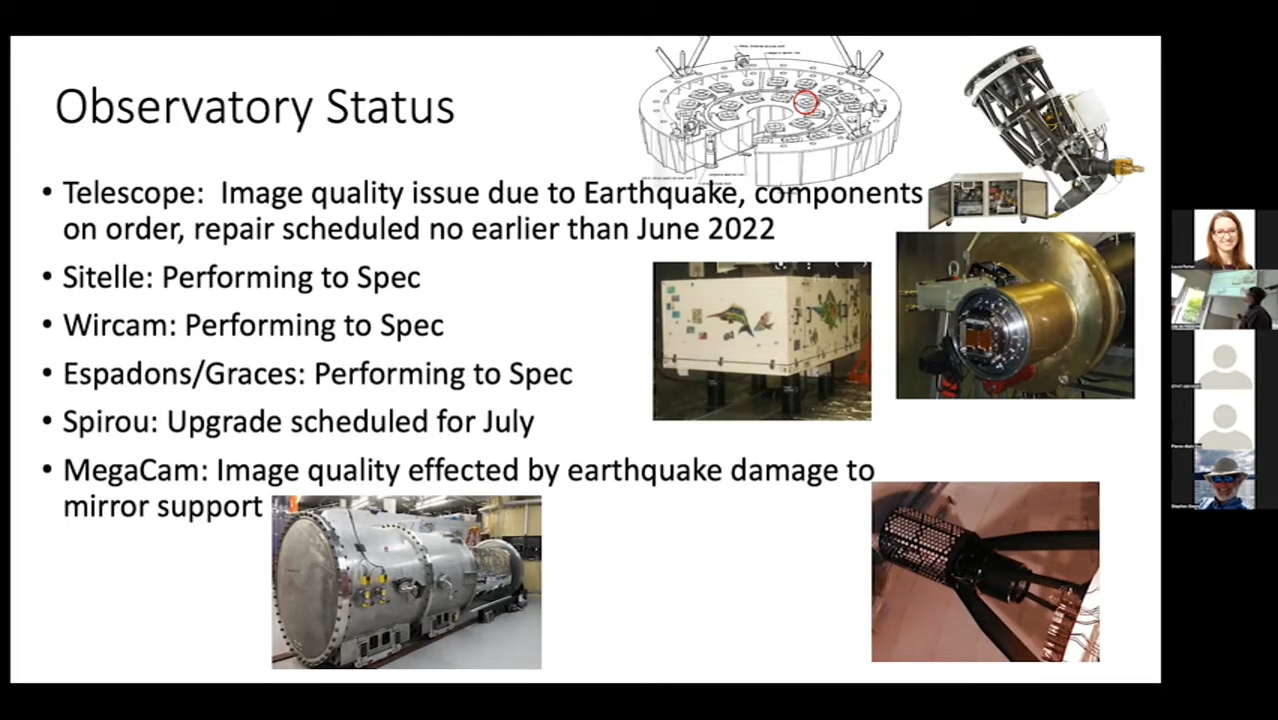 Observatory Status
• Telescope: Image quality issue due to Earthquake, components
on order, repair scheduled no earlier than June 2022
• Sitelle: Performing to Spec
• Wircam: Performing to Spec
• Espadons/Graces: Performing to Spec
• Spirou: Upgrade scheduled for July
• MegaCam: Image quality effected by earthquake damage to
mirror support